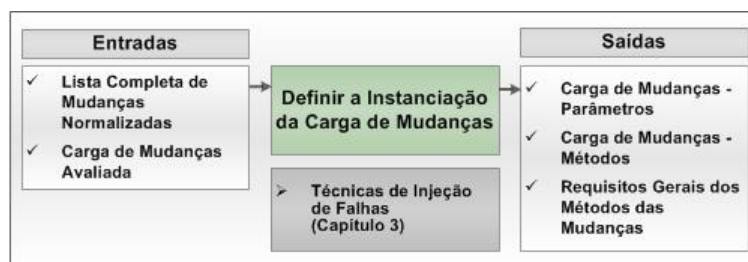 Entradas
✓ Lista Completa de
Mudanças
Normalizadas
✓ Carga de Mudanças
Avaliada
Definir a Instanciação
da Carga de Mudanças
➢ Técnicas de Injeção
de Falhas
(Capítulo 3)
Saídas
✓ Carga de Mudanças -
Parâmetros
✓ Carga de Mudanças -
Métodos
✓ Requisitos Gerais dos
Métodos das
Mudanças